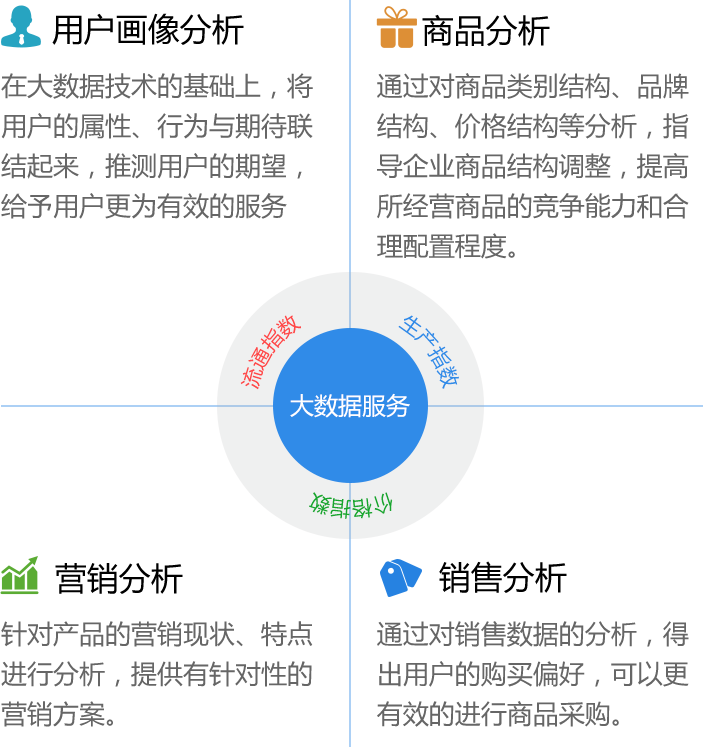 用户画像分析
在大数据技术的基础上，将
用户的属性、行为与期待联
结起来，推测用户的期望，
给予用户更为有效的服务
商品分析
通过对商品类别结构、品牌
结构、价格结构等分析，指
导企业商品结构调整，提高
所经营商品的竞争能力和合
理配置程度。
流通指数
生产指数
大数据服务
价格指数
营销分析
针对产品的营销现状、特点
进行分析，提供有针对性的
营销方案。
销售分析
通过对销售数据的分析，得
出用户的购买偏好，可以更
有效的进行商品采购。